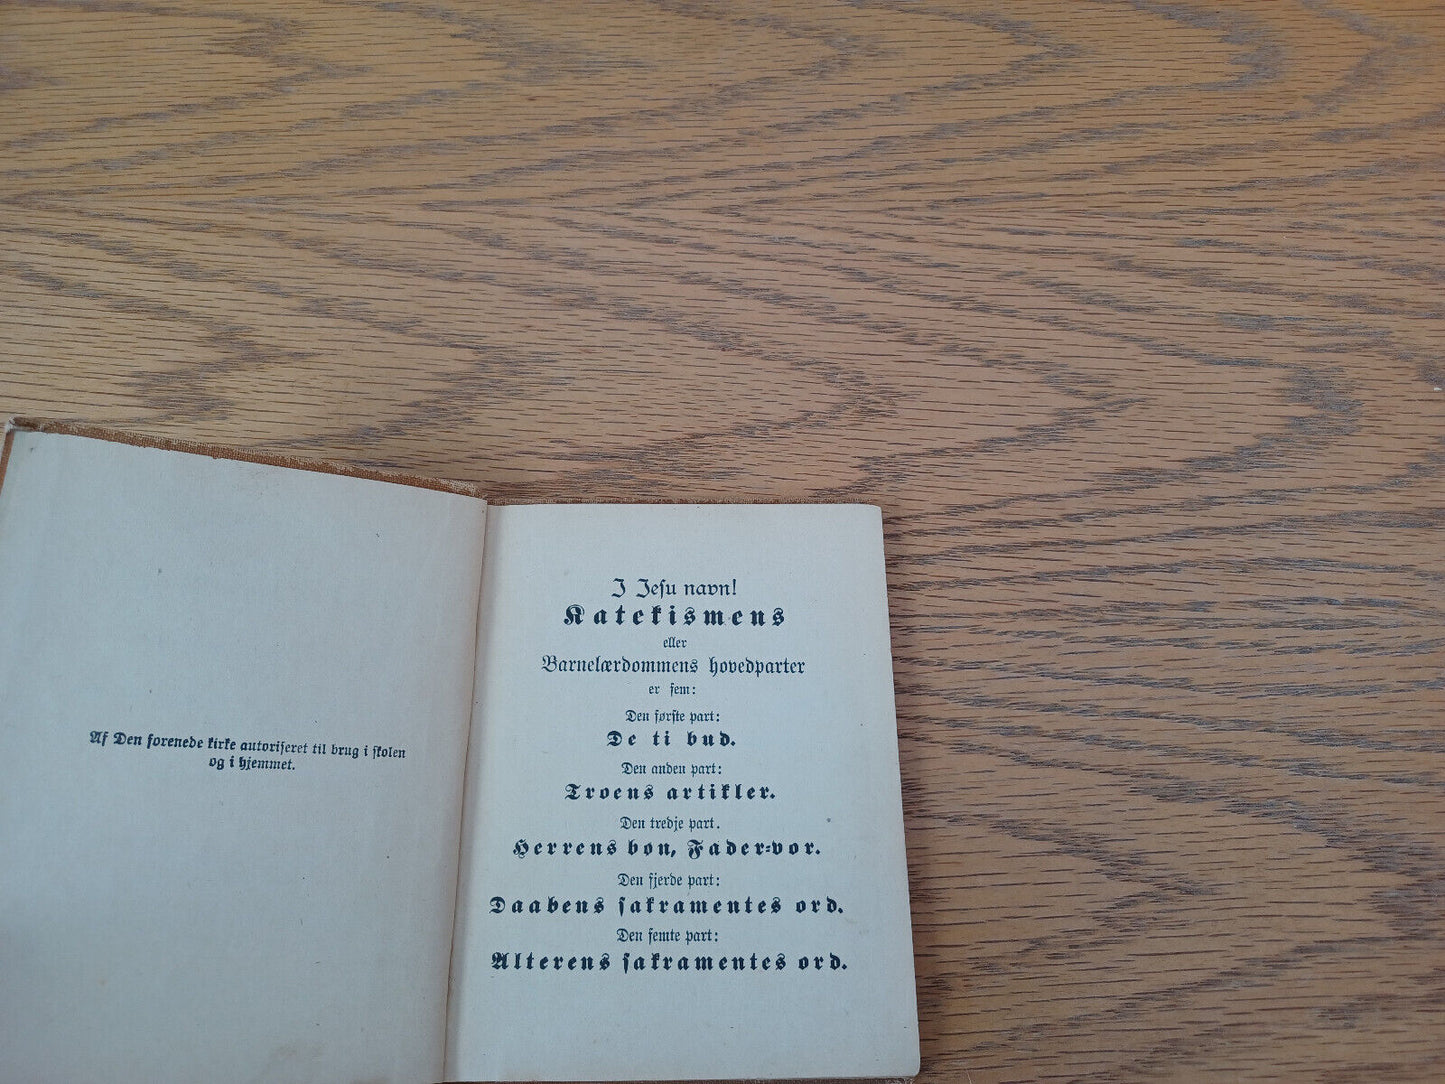 Af Den forenede kirke autoriseret til brug i skolen
og i hjemmet.
I Jesu navn!
Katekismens
eller
Barnelærdommens hovedparter
er fem:
Den første part:
De ti bud.
Den anden part:
Troens artikler.
Den tredje part.
Herrens bøn, Fader-vor.
Den fjerde part:
Daabens sakramentes ord.
Den femte part:
Alterens sakramentes ord.